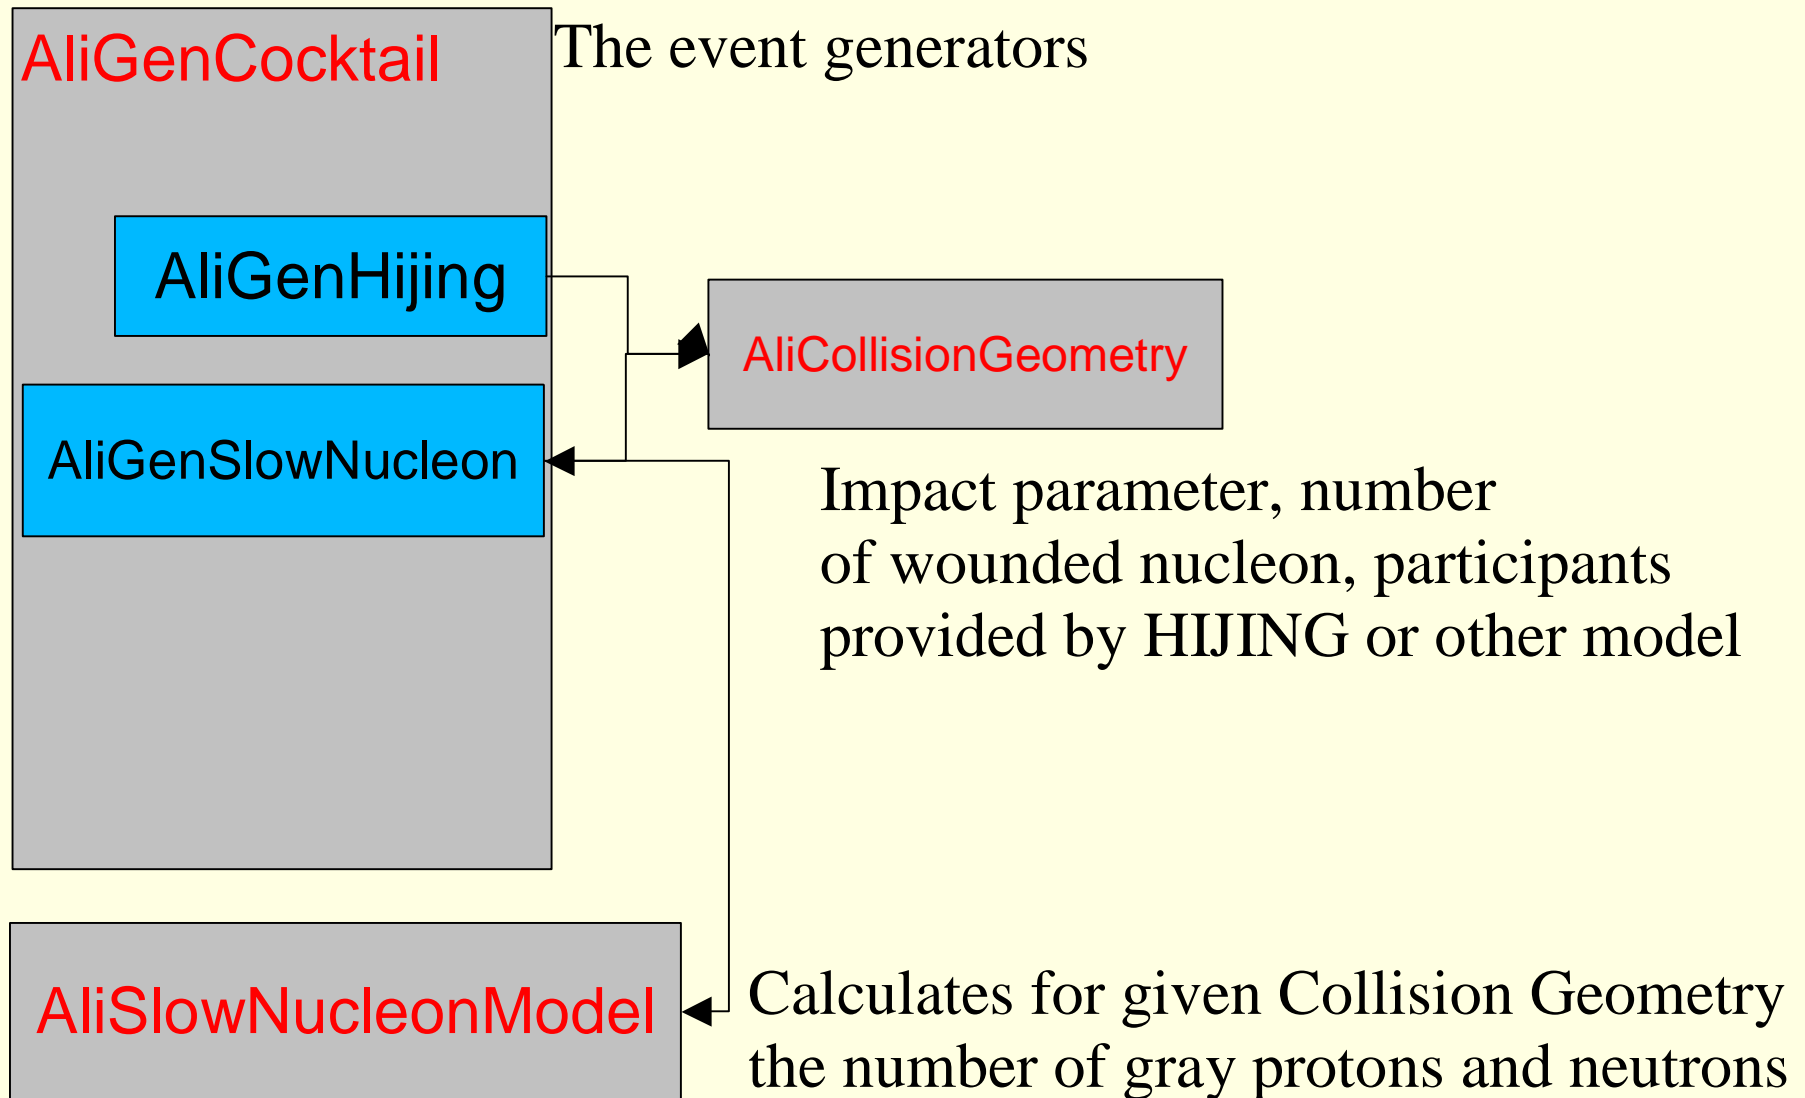 AliGenCocktail
The event generators
AliGenHijing
AliCollisionGeometry
AliGenSlowNucleon
Impact parameter, number
of wounded nucleon, participants
provided by HIJING or other model
AliSlowNucleonModel
Calculates for given Collision Geometry
the number of gray protons and neutrons